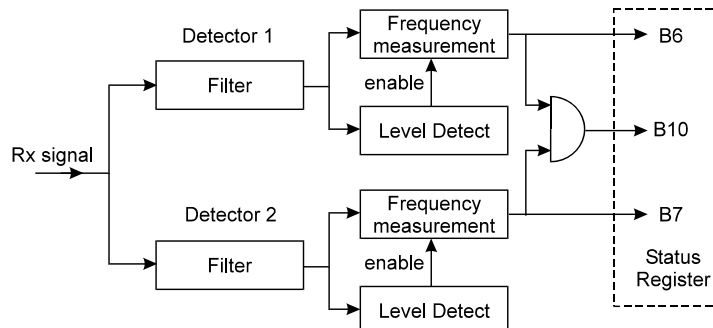 Detector 1
Filter
Frequency
measurement
enable
Level Detect
Rx signal
Detector 2
Filter
Frequency
measurement
enable
Level Detect
B6
B10
B7
Status
Register